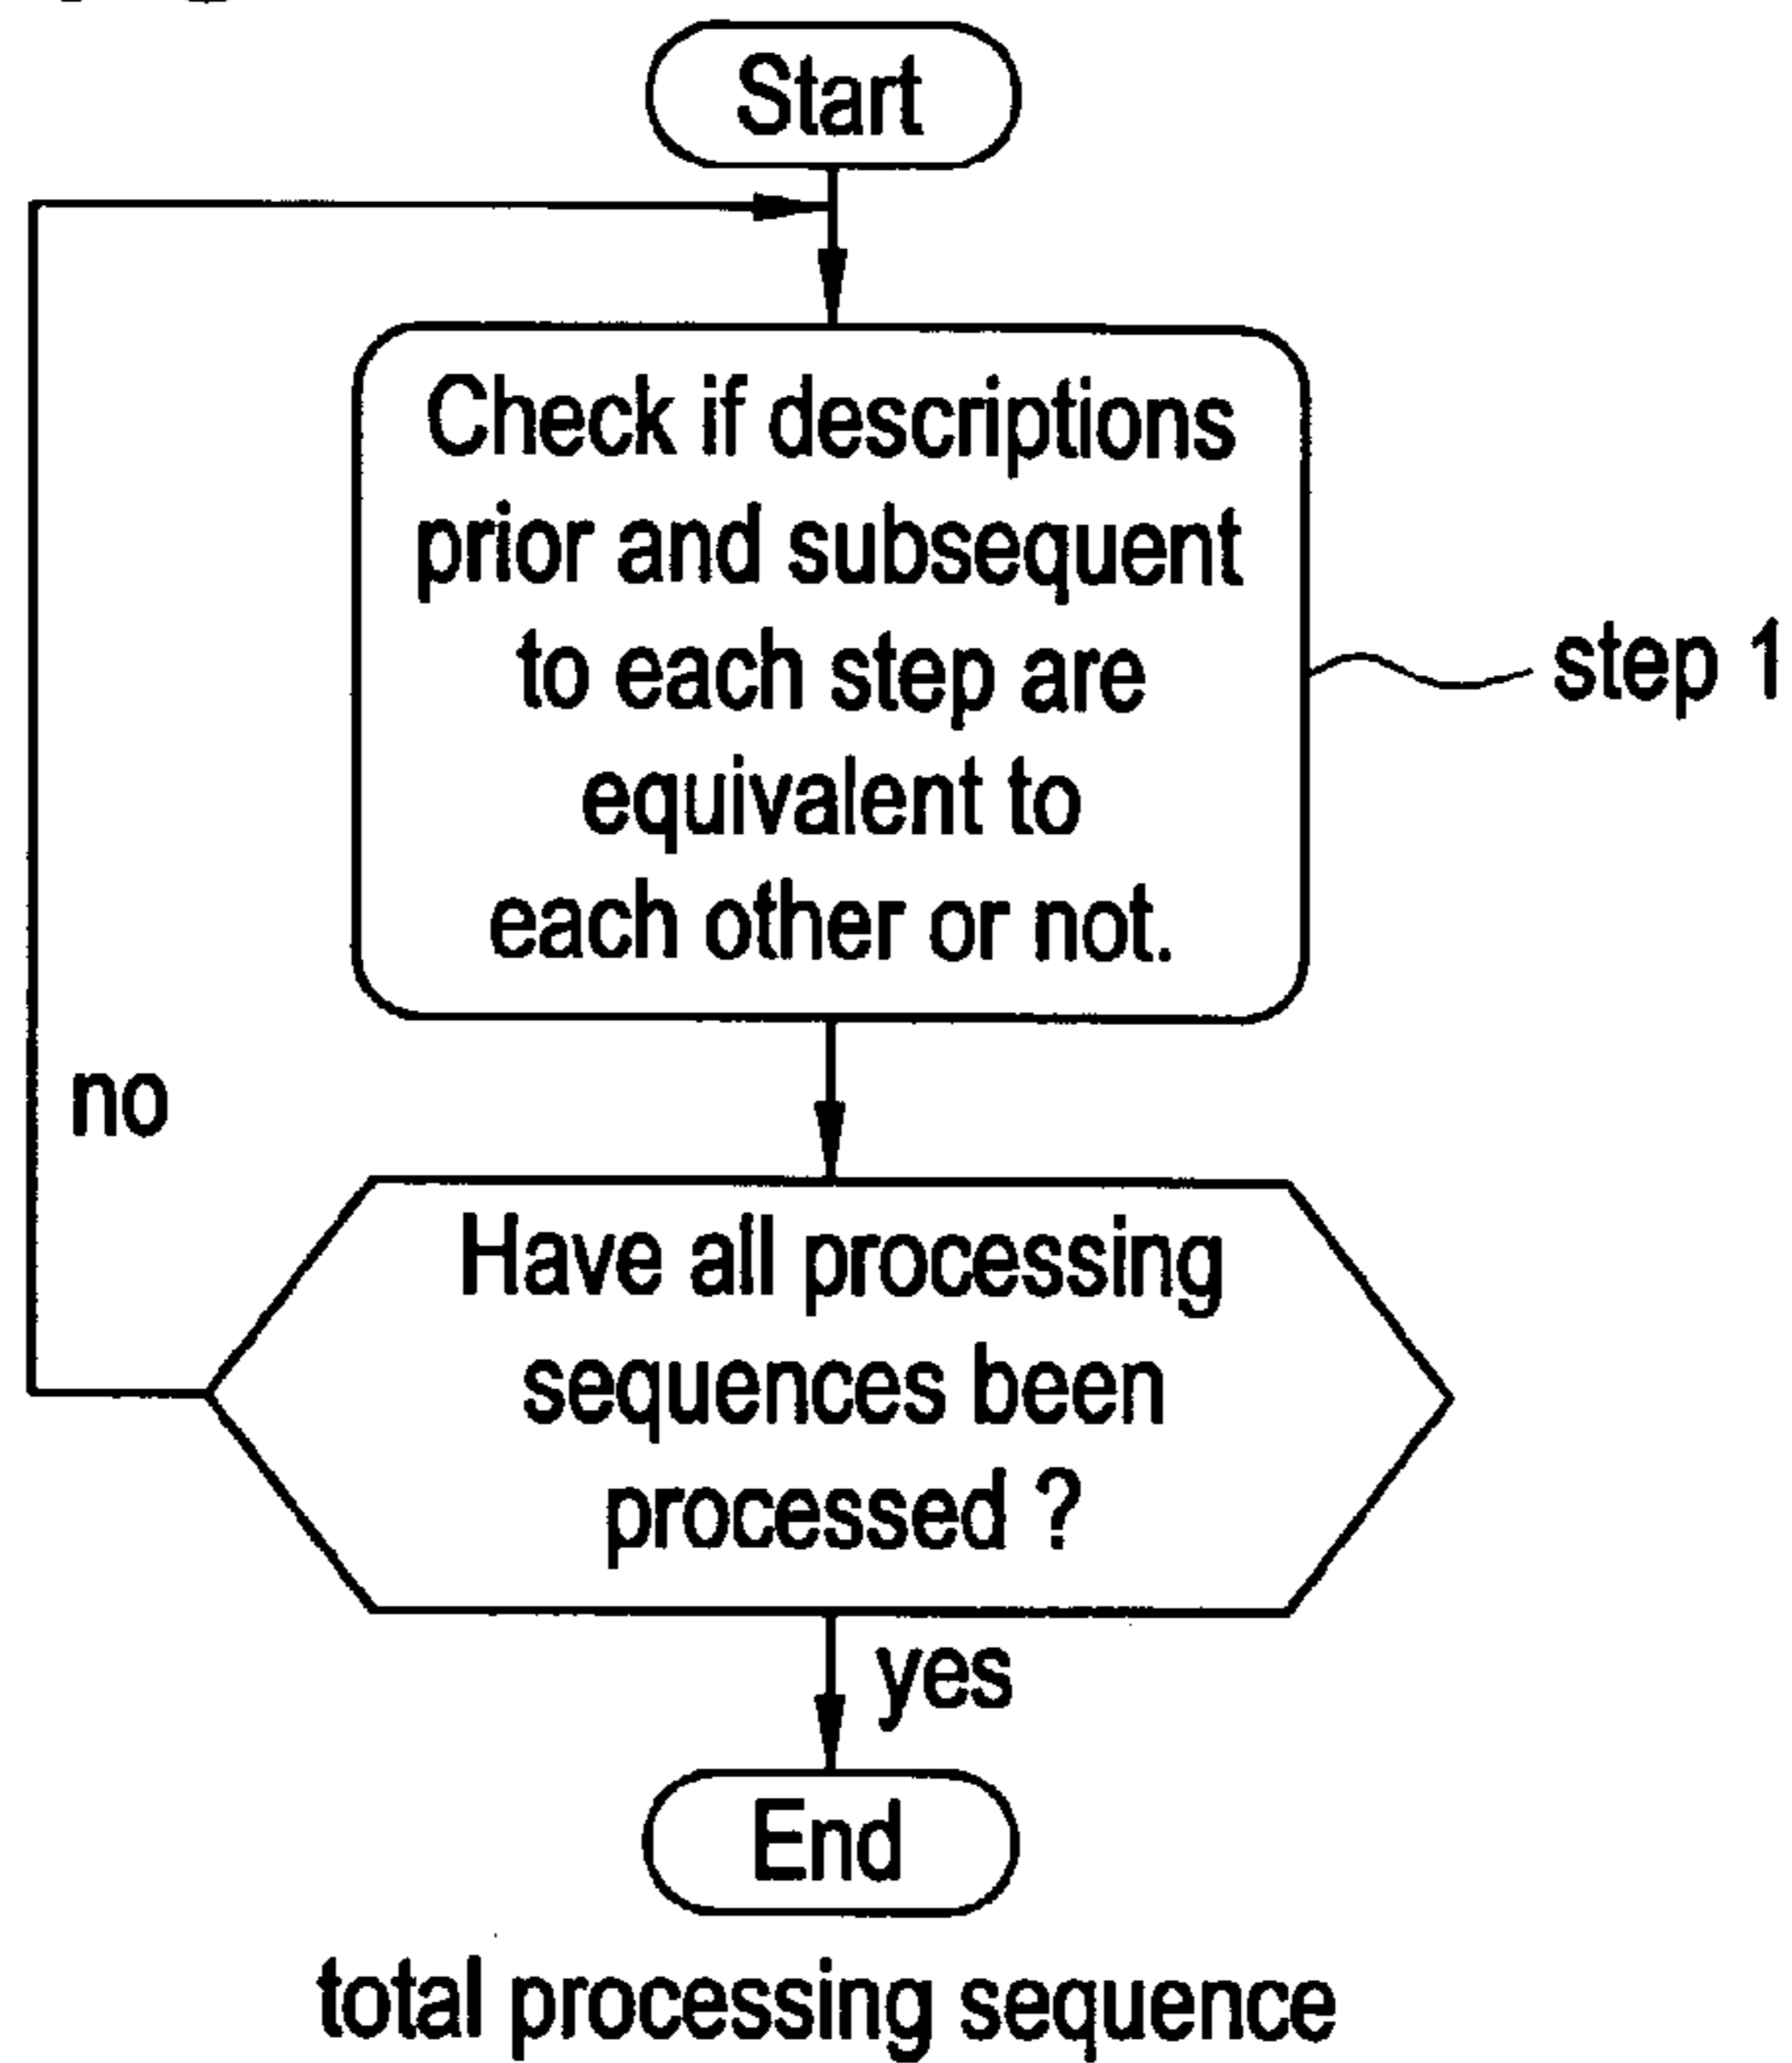 Start
Check if descriptions
prior and subsequent
to each step are
equivalent to
each other or not.
step 1
no
Have all processing
sequences been
processed ?
yes
End
total processing sequence